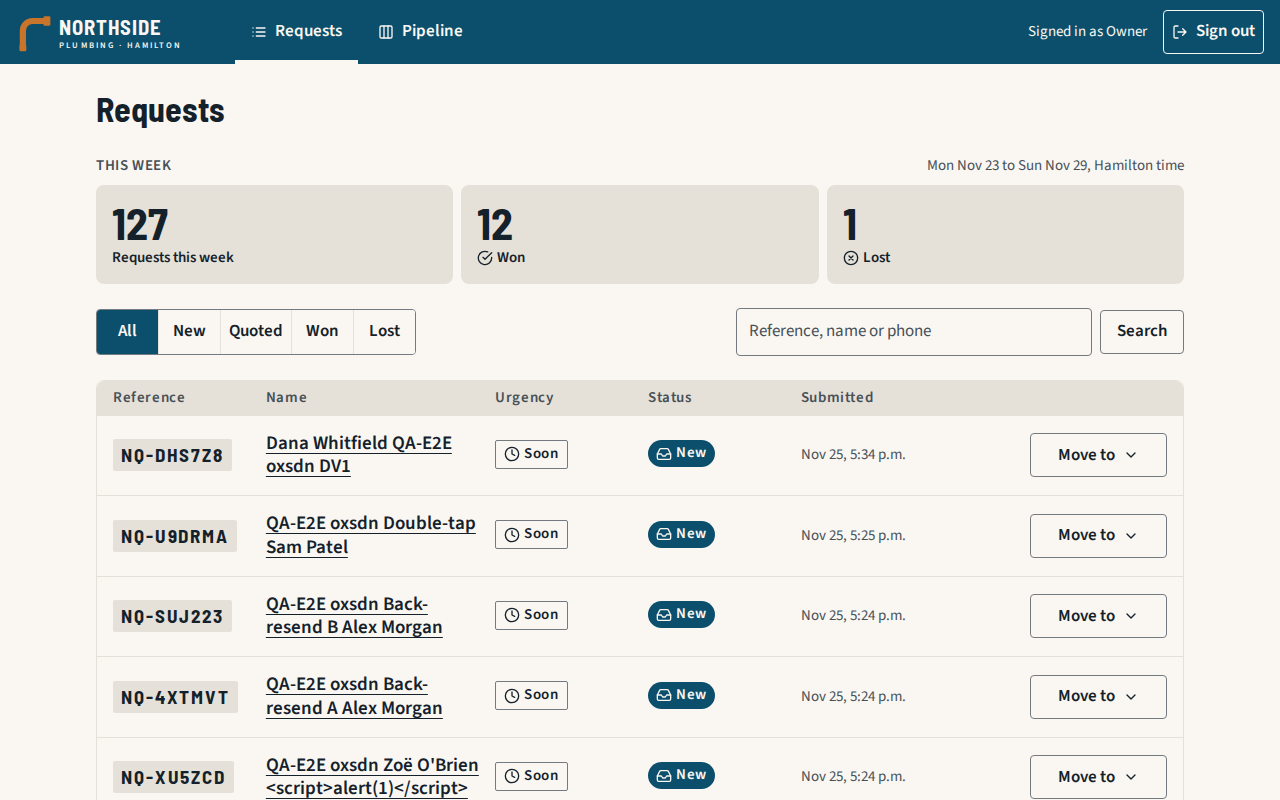 NORTHSIDE
PLUMBING · HAMILTON
Requests
Pipeline
Signed in as Owner
Sign out
Requests
THIS WEEK
Mon Nov 23 to Sun Nov 29, Hamilton time
127
Requests this week
12
Won
1
Lost
All
New
Quoted
Won
Lost
Reference, name or phone
Search
Reference Name Urgency Status Submitted
NQ-DHS7Z8
Dana Whitfield QA-E2E
oxsdn DV1
Soon
New
Nov 25, 5:34 p.m.
Move to
NQ-U9DRMA
QA-E2E oxsdn Double-tap
Sam Patel
Soon
New
Nov 25, 5:25 p.m.
Move to
NQ-SUJ223
QA-E2E oxsdn Back-
resend B Alex Morgan
Soon
New
Nov 25, 5:24 p.m.
Move to
NQ-4XTMVT
QA-E2E oxsdn Back-
resend A Alex Morgan
Soon
New
Nov 25, 5:24 p.m.
Move to
NQ-XU5ZCD
QA-E2E oxsdn Zoë O'Brien
<script>alert(1)</script>
Soon
New
Nov 25, 5:24 p.m.
Move to